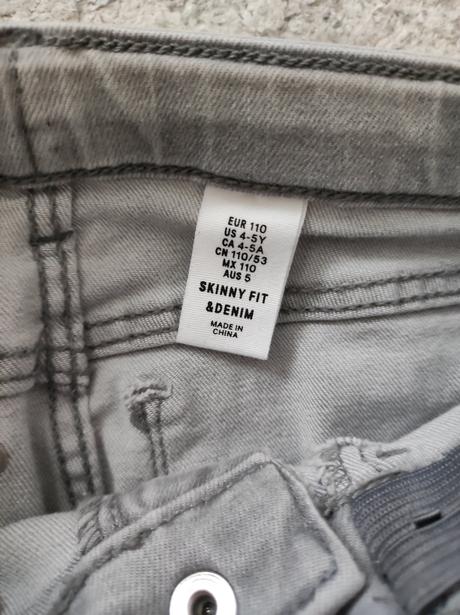 EUR 110
US 4-5Y
CA 4-5A
CN 110/53
MX 110
AUS 5
SKINNY FIT
&DENIM
MADE IN
CHINA